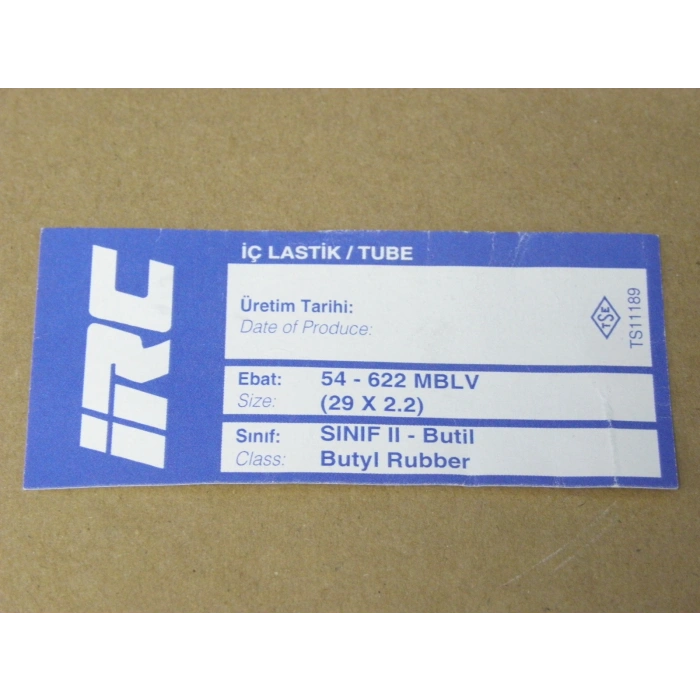 IRC
İÇ LASTİK / TUBE
Üretim Tarihi:
Date of Produce:
TSE
TS11189
Ebat: 54 - 622 MBLV
Size: (29 X 2.2)
Sınıf: SINIF II - Butil
Class: Butyl Rubber